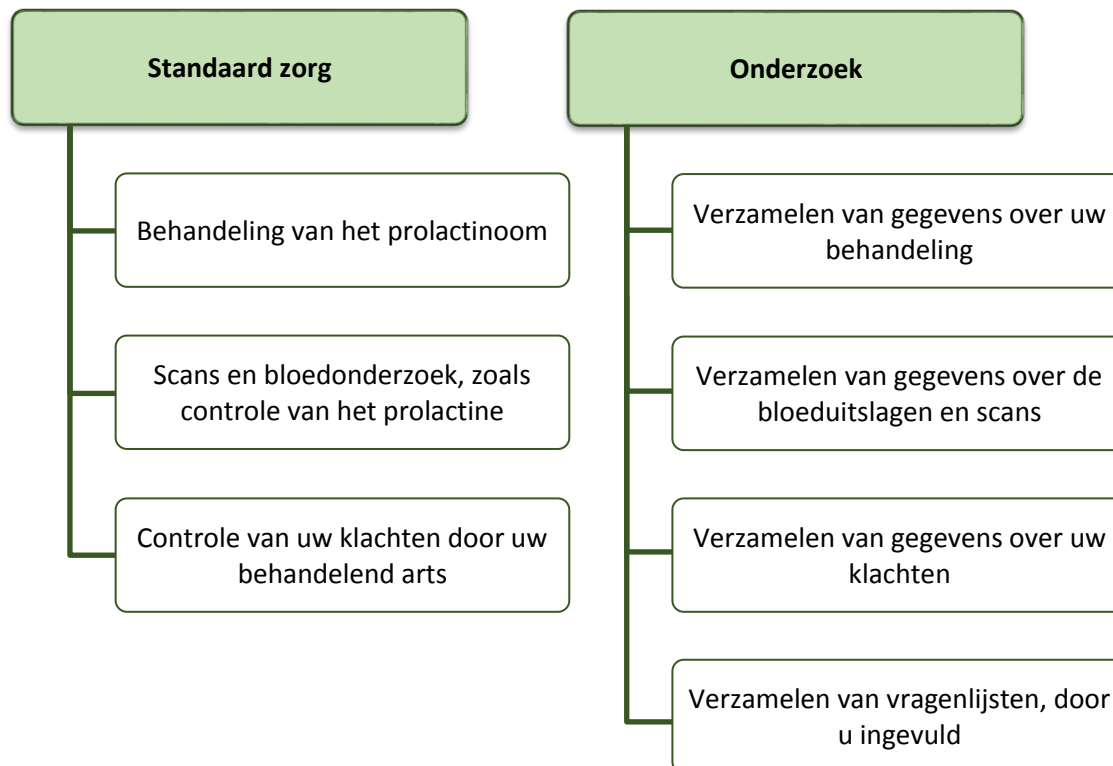 Standaard zorg
Behandeling van het prolactinoom
Scans en bloedonderzoek, zoals
controle van het prolactine
Controle van uw klachten door uw
behandelend arts
Onderzoek
Verzamelen van gegevens over uw
behandeling
Verzamelen van gegevens over de
bloeduitslagen en scans
Verzamelen van gegevens over uw
klachten
Verzamelen van vragenlijsten, door
u ingevuld